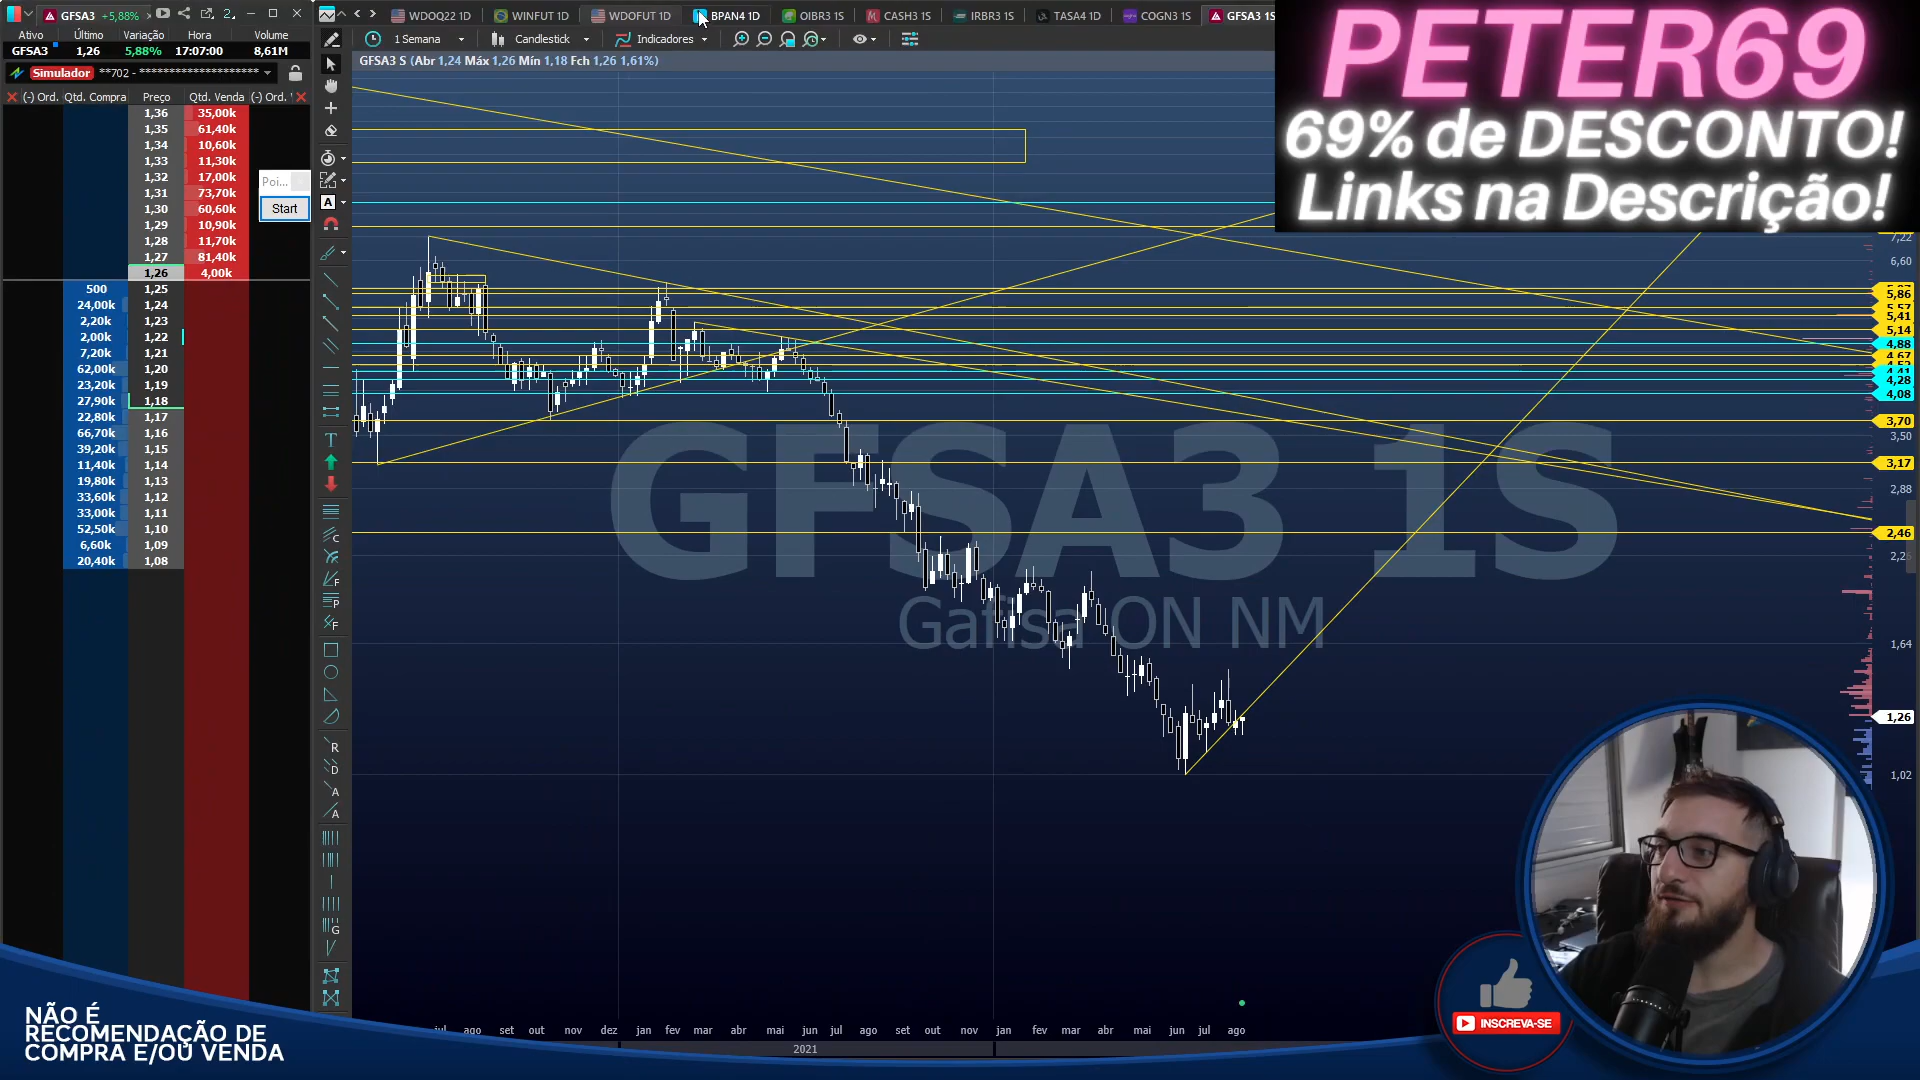 GFSA3 +5,88%
2.
WDOQ22 1D
WINFUT 1D
WDOFUT 1D
BPAN4 1D
OIBR3 1S
CASH3 1S
IRBR3 1S
TASA4 1D
COGN3 1S
GFSA3 1S
Ativo Último Variação Hora Volume
GFSA3 1,26 5,88% 17:07:00 8,61M
1 Semana Candlestick Indicadores
Simulador **702 - *********************
GFSA3 S (Abr 1,24 Máx 1,26 Mín 1,18 Fch 1,26 1,61%)
(-) Ord. Qtd. Compra Preço Qtd. Venda (-) Ord.
1,36 35,00k
1,35 61,40k
1,34 10,60k
1,33 11,30k
1,32 17,00k
1,31 73,70k
1,30 60,60k
1,29 10,90k
1,28 11,70k
1,27 81,40k
1,26 4,00k
500 1,25
24,00k 1,24
2,20k 1,23
2,00k 1,22
7,20k 1,21
62,00k 1,20
23,20k 1,19
27,90k 1,18
22,80k 1,17
66,70k 1,16
39,20k 1,15
11,40k 1,14
19,80k 1,13
33,60k 1,12
33,00k 1,11
52,50k 1,10
6,60k 1,09
20,40k 1,08
Poi...
Start
PETER69
69% de DESCONTO!
Links na Descrição!
GFSA3 1S
Gafisa ON NM
7,22
6,60
5,86
5,57
5,41
5,14
4,88
4,67
4,41
4,28
4,08
3,70
3,50
3,17
2,88
2,46
1,64
1,26
1,02
jul ago set out nov dez jan fev mar abr mai jun jul ago set out nov jan fev mar abr mai jun jul ago
2021
NÃO É
RECOMENDAÇÃO DE
COMPRA E/OU VENDA
INSCREVA-SE